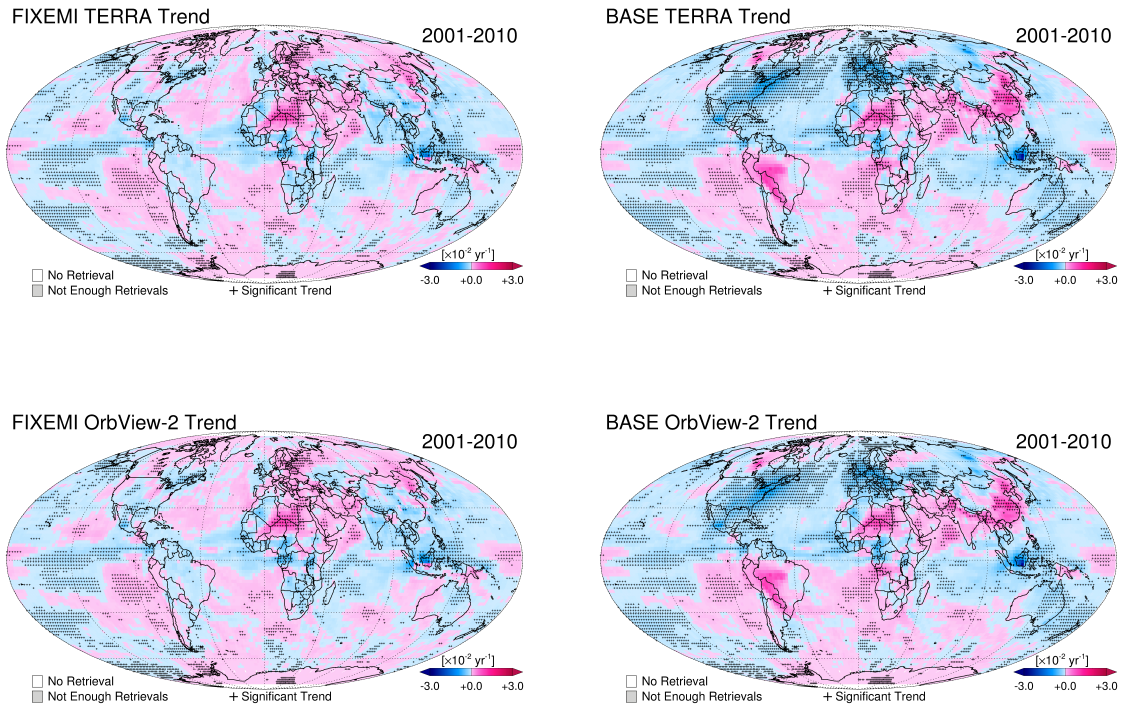 FIXEMI TERRA Trend
2001-2010
[×10⁻² yr⁻¹]
No Retrieval
Not Enough Retrievals
+ Significant Trend
-3.0 +0.0 +3.0
BASE TERRA Trend
2001-2010
[×10⁻² yr⁻¹]
No Retrieval
Not Enough Retrievals
+ Significant Trend
-3.0 +0.0 +3.0
FIXEMI OrbView-2 Trend
2001-2010
[×10⁻² yr⁻¹]
No Retrieval
Not Enough Retrievals
+ Significant Trend
-3.0 +0.0 +3.0
BASE OrbView-2 Trend
2001-2010
[×10⁻² yr⁻¹]
No Retrieval
Not Enough Retrievals
+ Significant Trend
-3.0 +0.0 +3.0